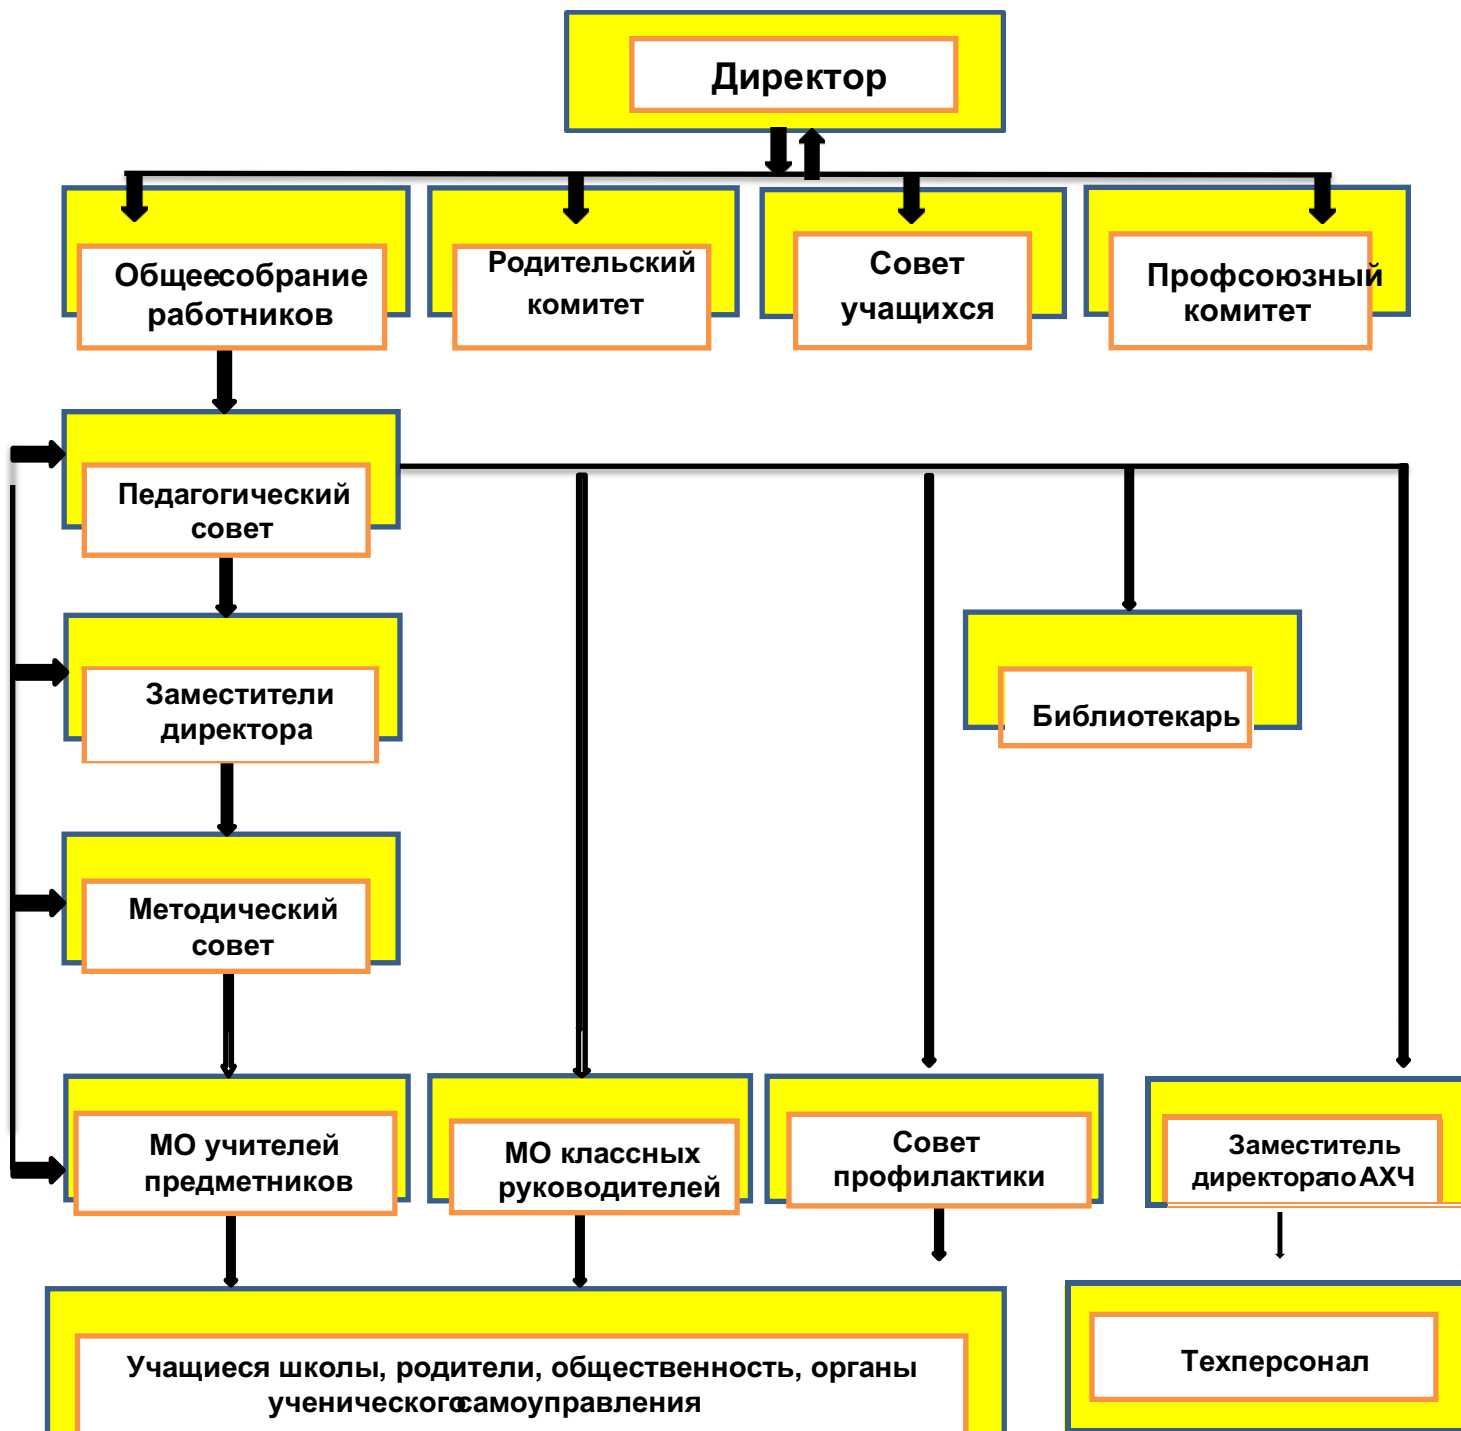 Директор
Общеесобрание
работников
Родительский
комитет
Совет
учащихся
Профсоюзный
комитет
Педагогический
совет
Заместители
директора
Библиотекарь
Методический
совет
МО учителей
предметников
МО классных
руководителей
Совет
профилактики
Заместитель
директорапо АХЧ
Учащиеся школы, родители, общественность, органы
ученическогосамоуправления
Техперсонал